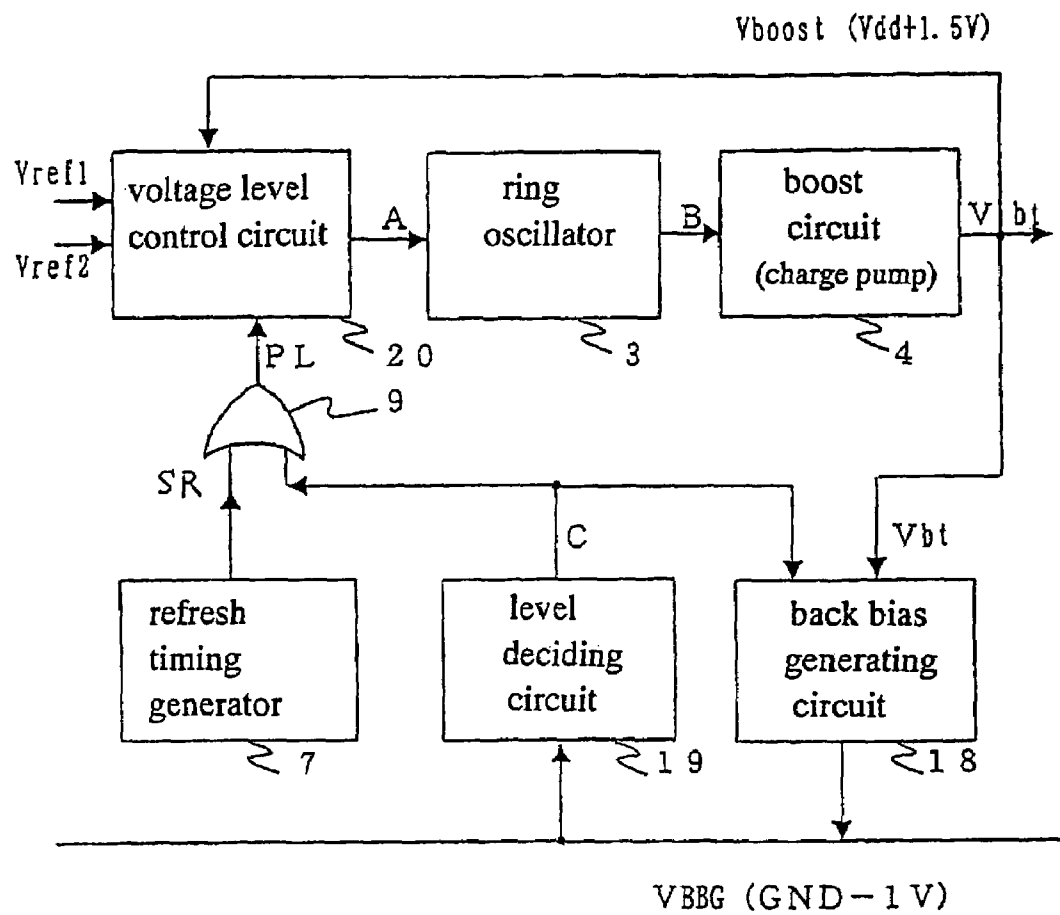 Vboost (Vdd+1.5V)
Vref1
Vref2
voltage level
control circuit
A
ring
oscillator
B
boost
circuit
(charge pump)
V bt
PL
20
3
4
9
SR
C
Vbt
refresh
timing
generator
level
deciding
circuit
back bias
generating
circuit
7
19
18
VBBG (GND-1V)